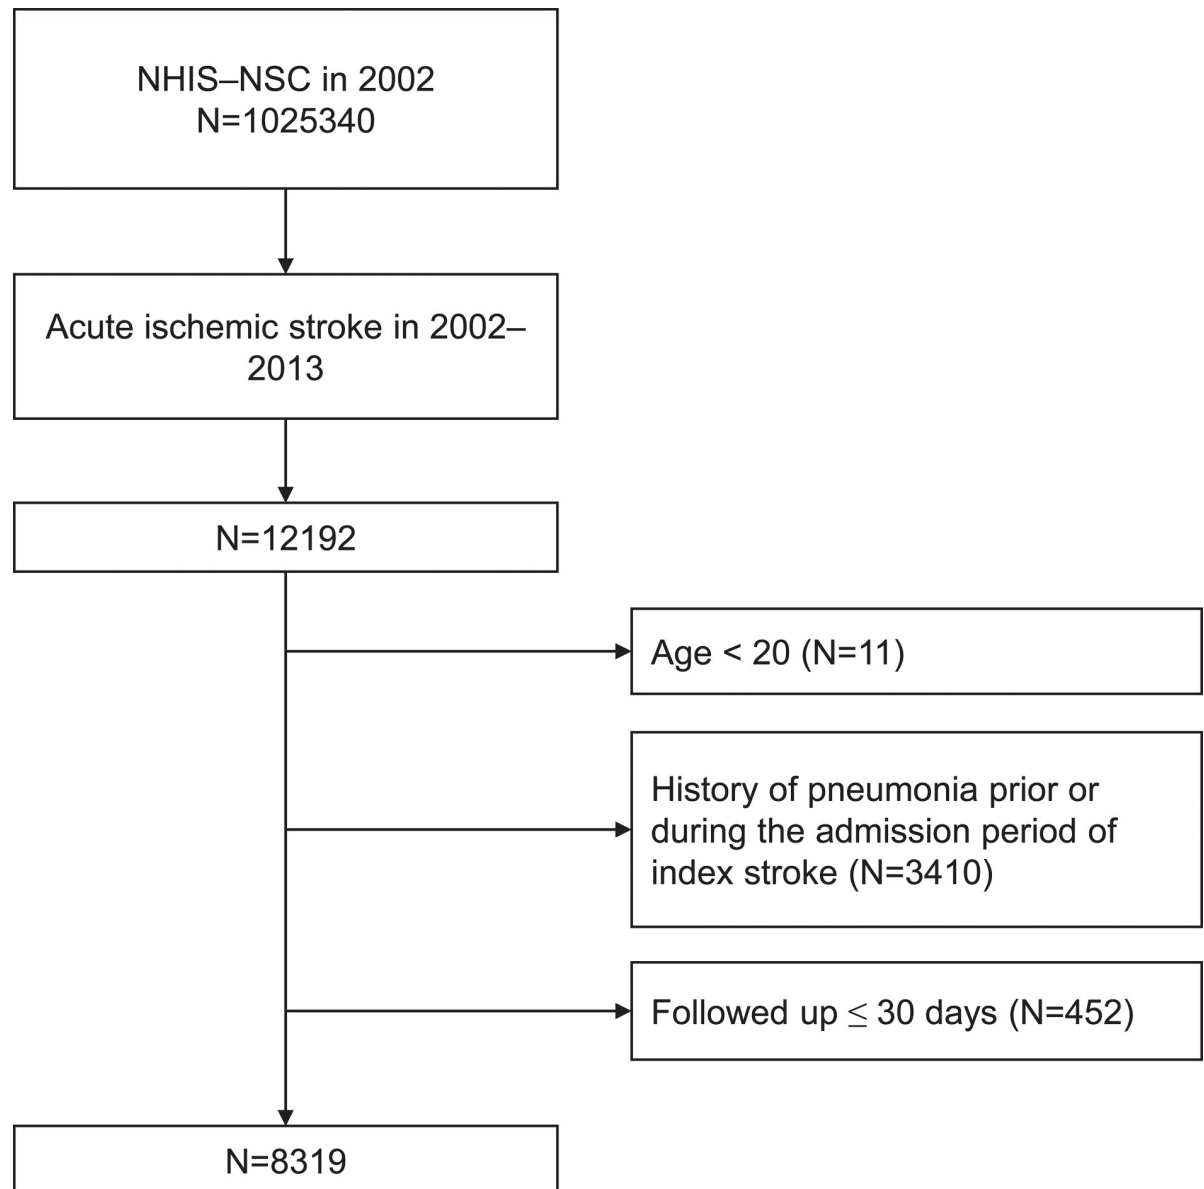 NHIS–NSC in 2002
N=1025340
Acute ischemic stroke in 2002–
2013
N=12192
Age < 20 (N=11)
History of pneumonia prior or
during the admission period of
index stroke (N=3410)
Followed up ≤ 30 days (N=452)
N=8319